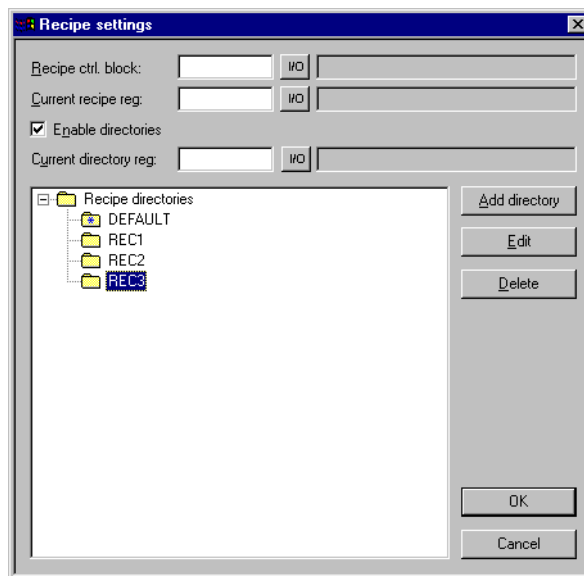 Recipe settings
Recipe ctrl. block: I/O
Current recipe reg: I/O
Enable directories
Current directory reg: I/O
Recipe directories
DEFAULT
REC1
REC2
REC3
Add directory
Edit
Delete
OK
Cancel